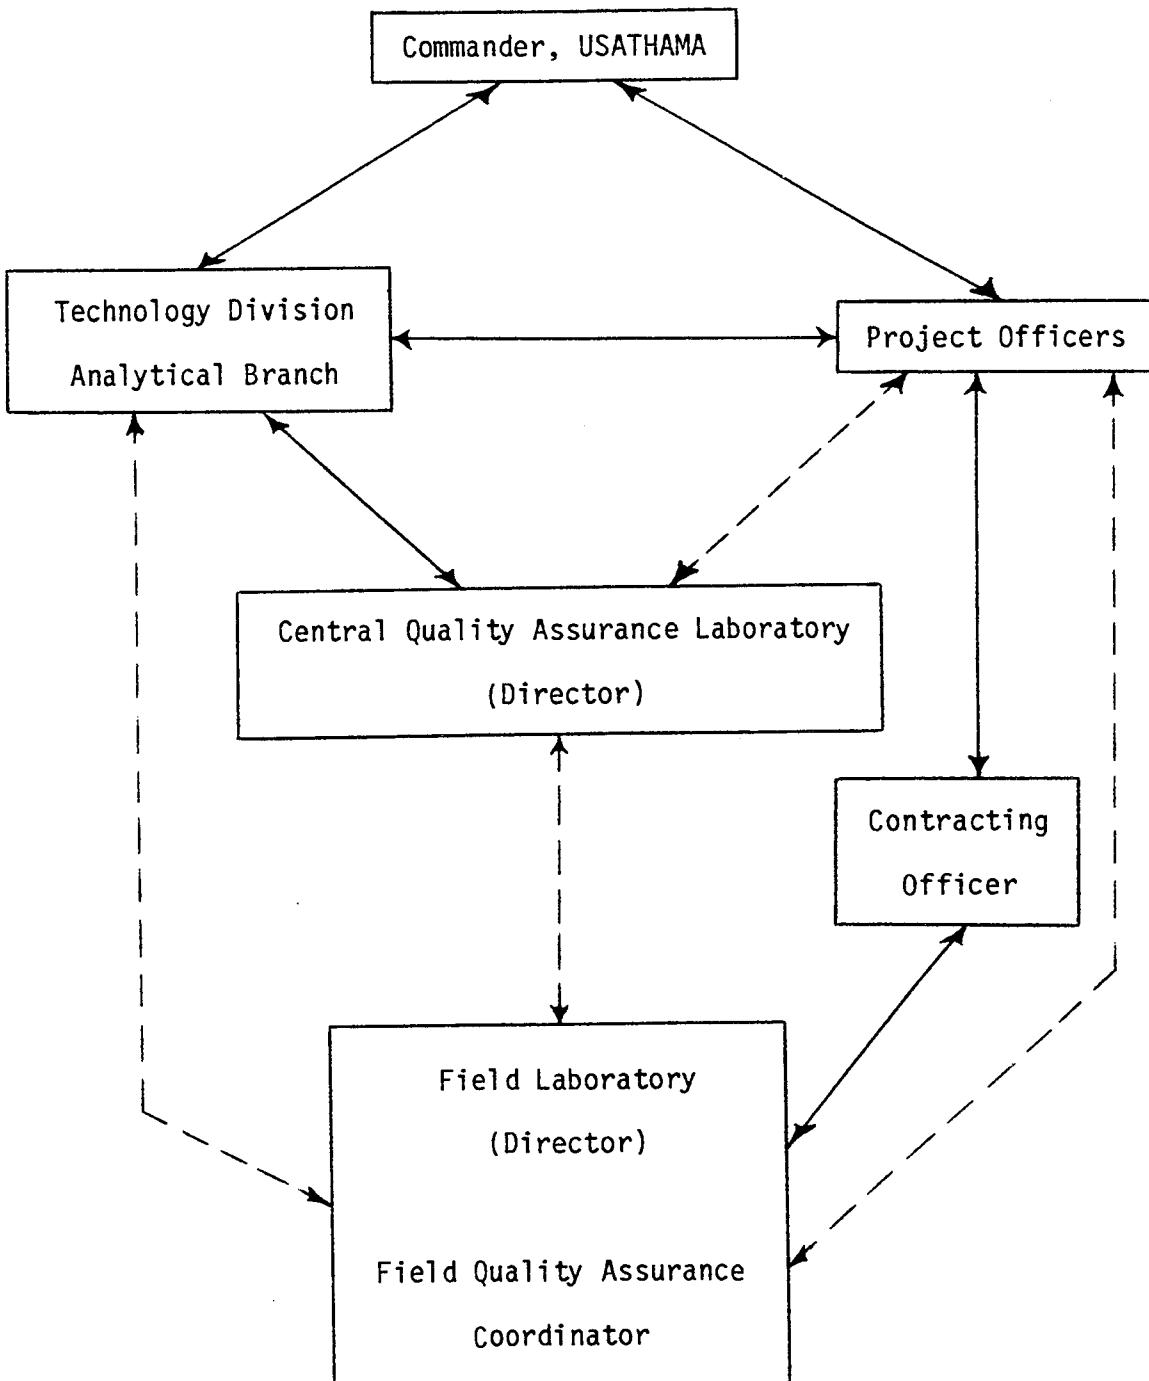 Commander, USATHAMA
Technology Division
Analytical Branch
Project Officers
Central Quality Assurance Laboratory
(Director)
Contracting
Officer
Field Laboratory
(Director)
Field Quality Assurance
Coordinator